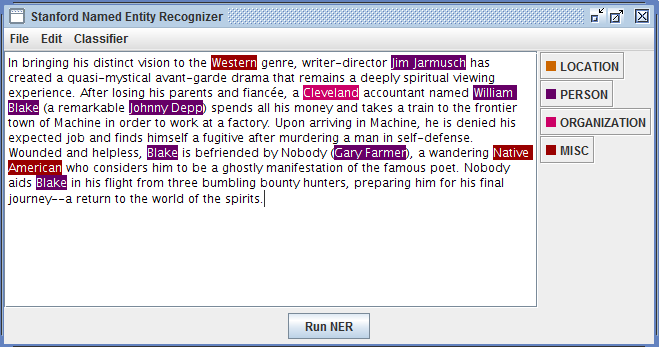 Stanford Named Entity Recognizer
File Edit Classifier
In bringing his distinct vision to the Western genre, writer-director Jim Jarmusch has
created a quasi-mystical avant-garde drama that remains a deeply spiritual viewing
experience. After losing his parents and fiancée, a Cleveland accountant named William
Blake (a remarkable Johnny Depp) spends all his money and takes a train to the frontier
town of Machine in order to work at a factory. Upon arriving in Machine, he is denied his
expected job and finds himself a fugitive after murdering a man in self-defense.
Wounded and helpless, Blake is befriended by Nobody (Gary Farmer), a wandering Native
American who considers him to be a ghostly manifestation of the famous poet. Nobody
aids Blake in his flight from three bumbling bounty hunters, preparing him for his final
journey--a return to the world of the spirits.
LOCATION
PERSON
ORGANIZATION
MISC
Run NER